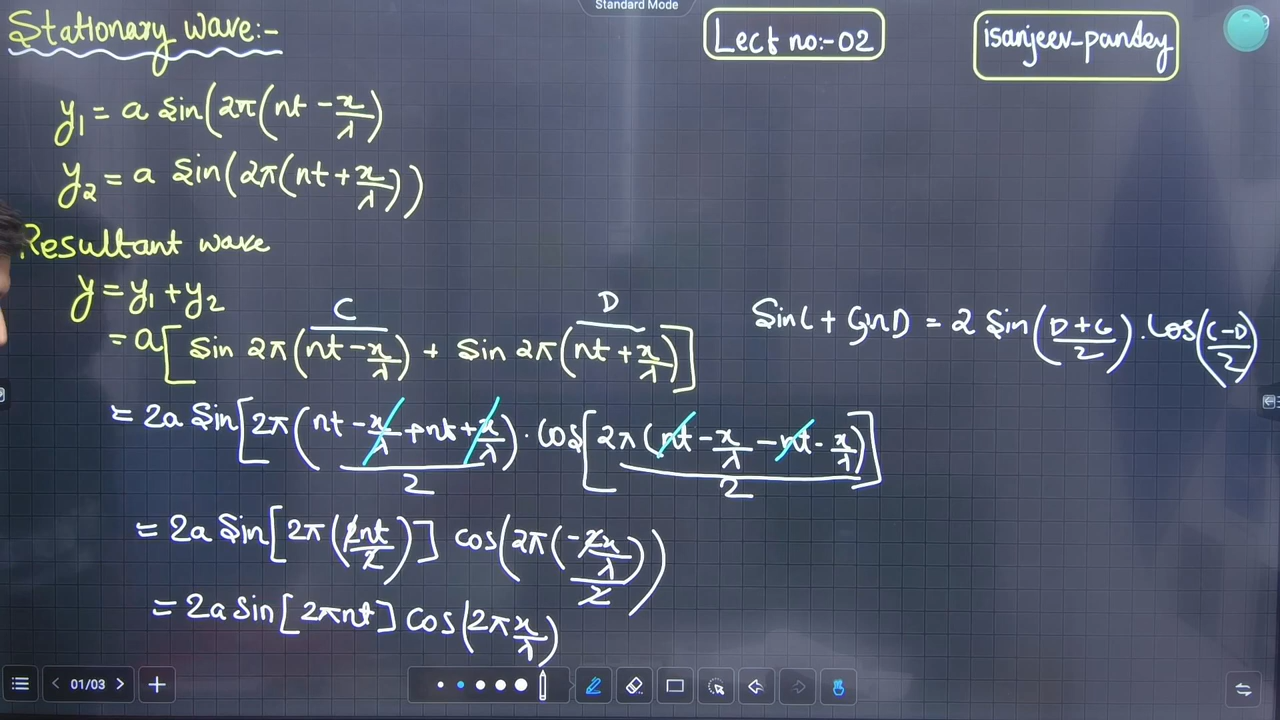 Standard Mode
Stationary wave:-
Lect no:-02
isanjeev_pandey
y₁ = a sin(2π(nt - x/λ)
y₂ = a sin(2π(nt + x/λ))
Resultant wave
y = y₁ + y₂
C D
= a[sin 2π(nt - x/λ) + sin 2π(nt + x/λ)]
SinC + SinD = 2 sin((D+C)/2) . cos((C-D)/2)
= 2a sin[2π(nt - x/λ + nt + x/λ)/2 . cos[2π(nt - x/λ - nt - x/λ)/2]
= 2a sin[2π(2nt/2)] cos(2π(-2x/λ)/2)
= 2a sin[2πnt] cos(2π x/λ)
01/03